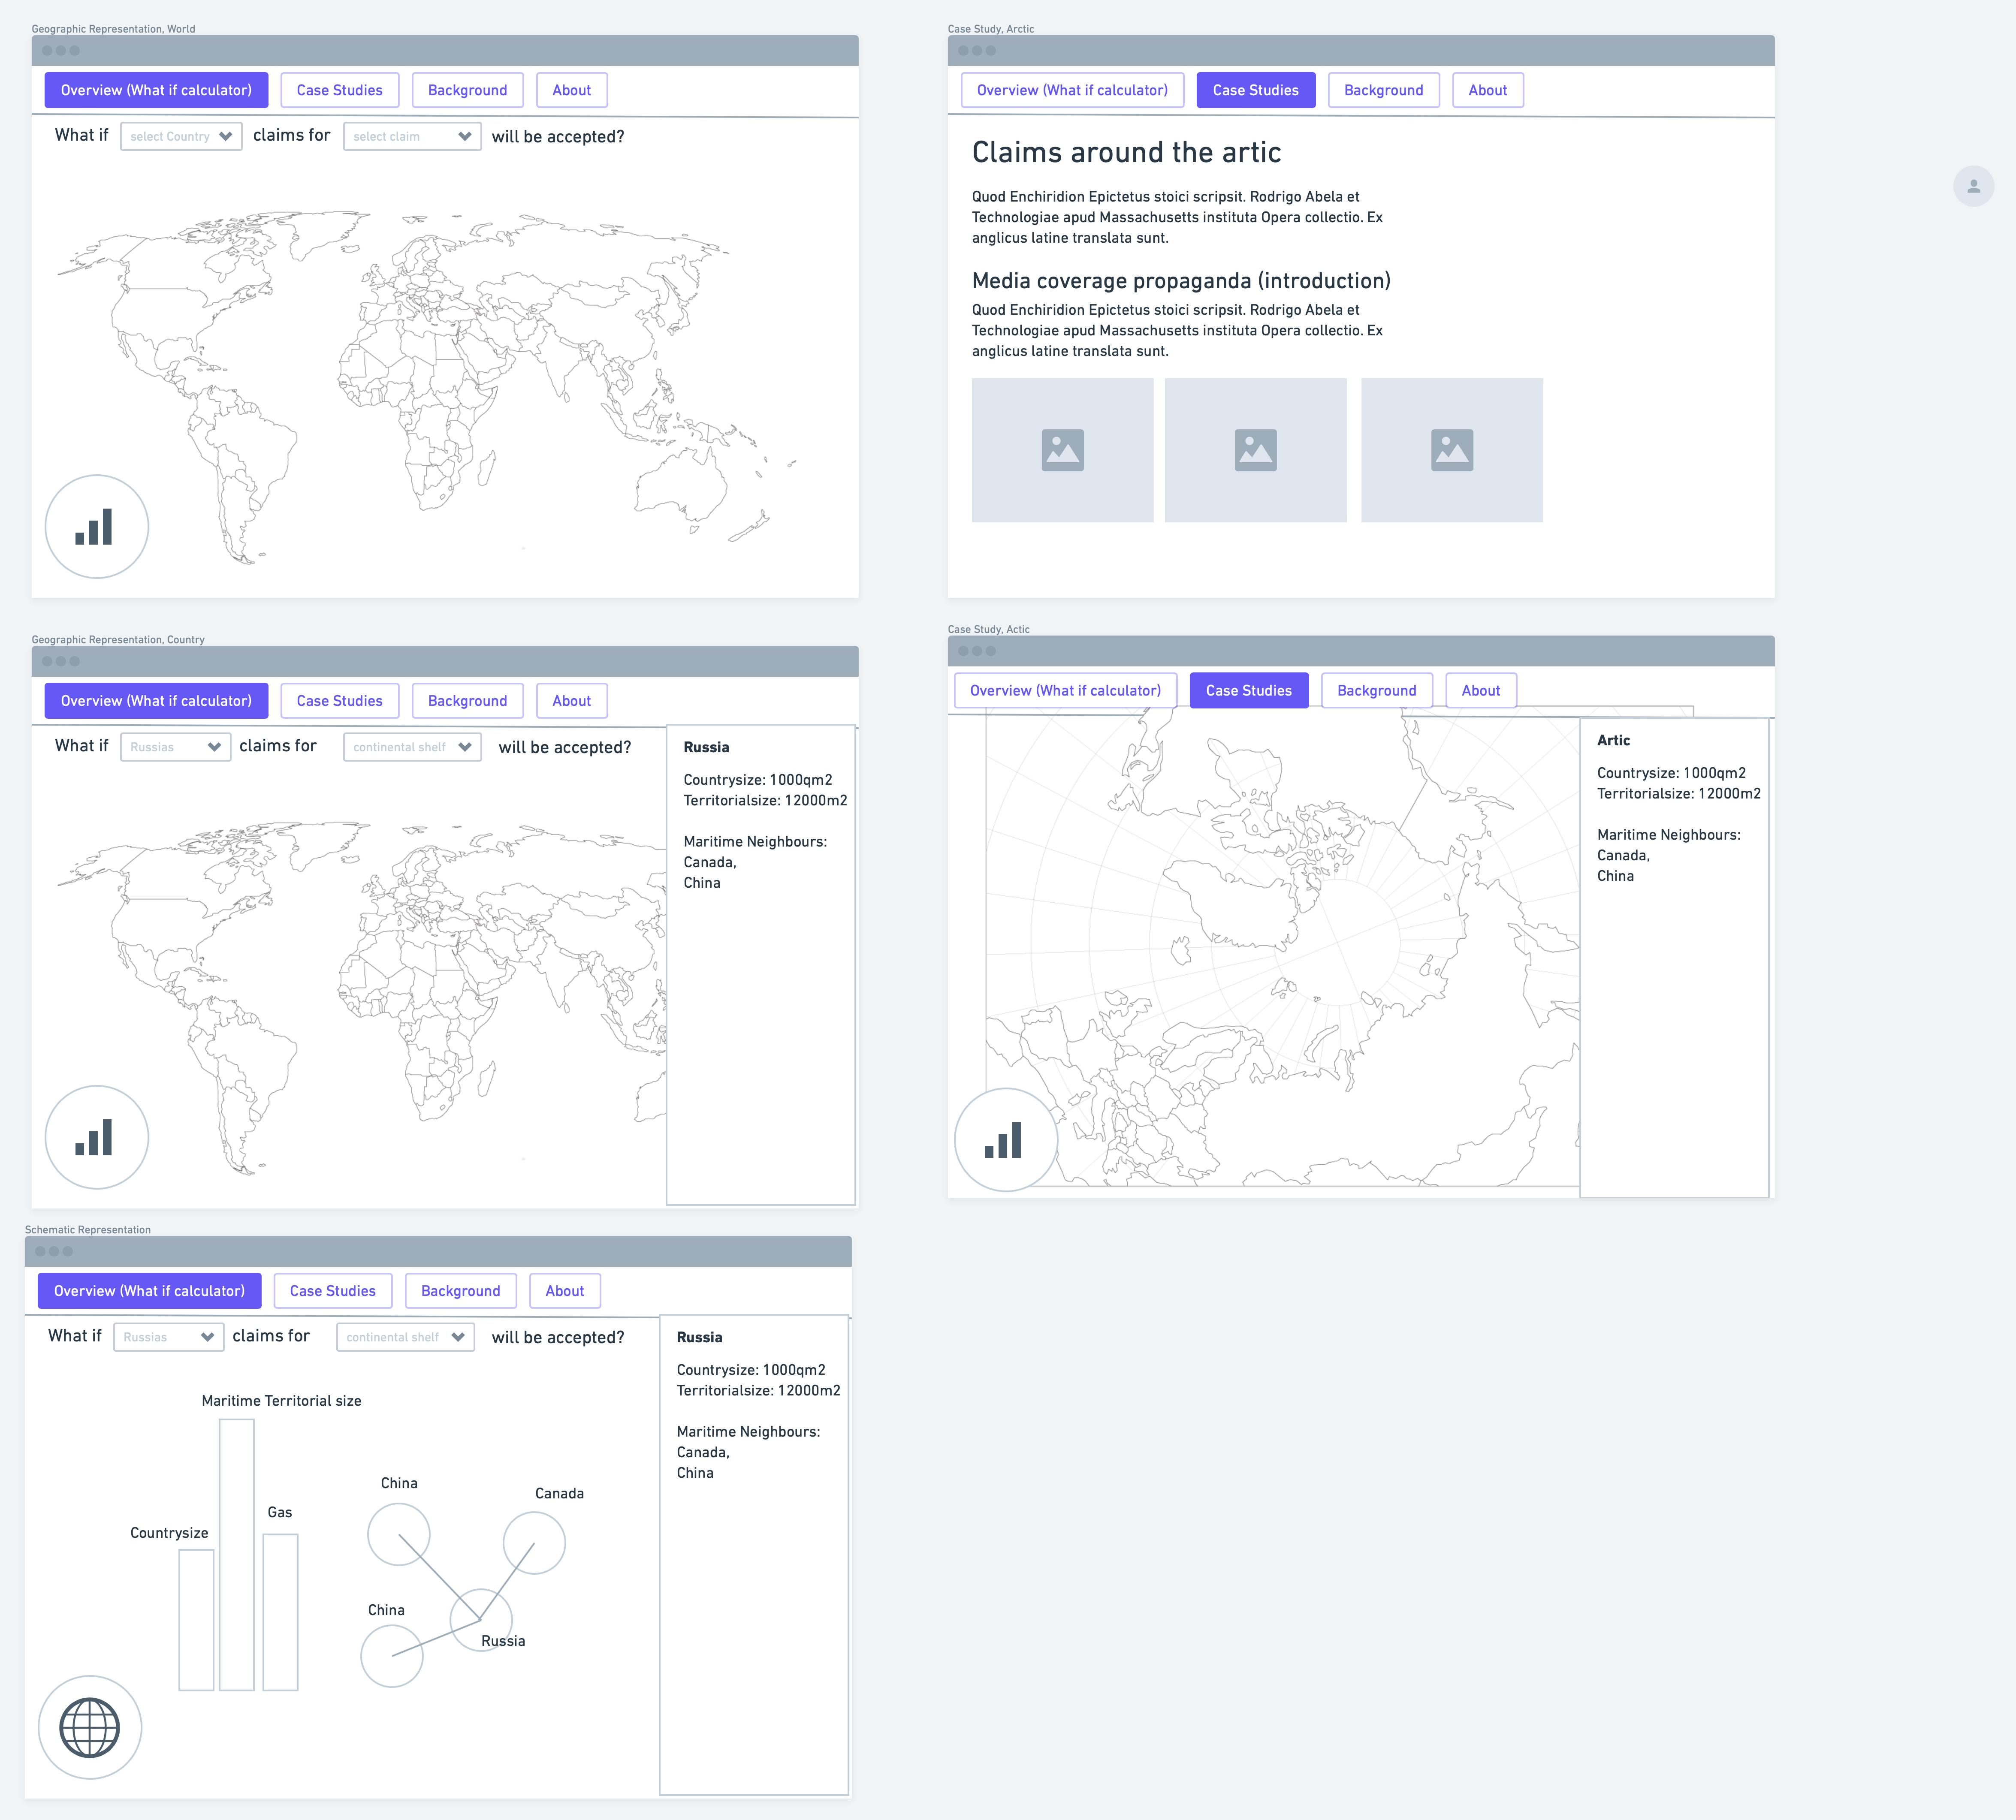 Geographic Representation, World
Overview (What if calculator)
Case Studies
Background
About
What if
select Country
claims for
select claim
will be accepted?
Case Study, Arctic
Overview (What if calculator)
Case Studies
Background
About
Claims around the artic
Quod Enchiridion Epictetus stoici scripsit. Rodrigo Abela et
Technologiae apud Massachusetts instituta Opera collectio. Ex
anglicus latine translata sunt.
Media coverage propaganda (introduction)
Quod Enchiridion Epictetus stoici scripsit. Rodrigo Abela et
Technologiae apud Massachusetts instituta Opera collectio. Ex
anglicus latine translata sunt.
Geographic Representation, Country
Overview (What if calculator)
Case Studies
Background
About
What if
Russias
claims for
continental shelf
will be accepted?
Russia
Countrysize: 1000qm2
Territorialsize: 12000m2
Maritime Neighbours:
Canada,
China
Case Study, Actic
Overview (What if calculator)
Case Studies
Background
About
Artic
Countrysize: 1000qm2
Territorialsize: 12000m2
Maritime Neighbours:
Canada,
China
Schematic Representation
Overview (What if calculator)
Case Studies
Background
About
What if
Russias
claims for
continental shelf
will be accepted?
Maritime Territorial size
Countrysize
Gas
China
Canada
China
Russia
Russia
Countrysize: 1000qm2
Territorialsize: 12000m2
Maritime Neighbours:
Canada,
China